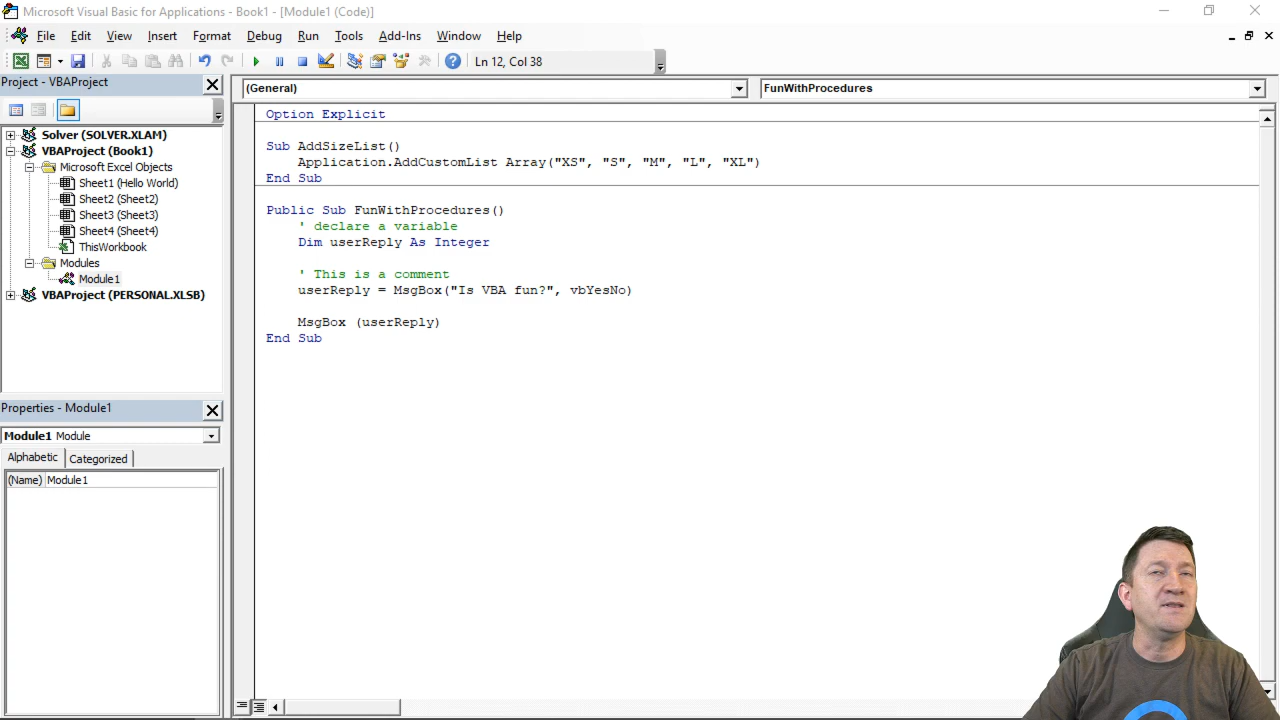 Microsoft Visual Basic for Applications - Book1 - [Module1 (Code)]
File Edit View Insert Format Debug Run Tools Add-Ins Window Help
Ln 12, Col 38
Project - VBAProject
(General)
FunWithProcedures
Solver (SOLVER.XLAM)
VBAProject (Book1)
Microsoft Excel Objects
Sheet1 (Hello World)
Sheet2 (Sheet2)
Sheet3 (Sheet3)
Sheet4 (Sheet4)
ThisWorkbook
Modules
Module1
VBAProject (PERSONAL.XLSB)
Option Explicit
Sub AddSizeList()
Application.AddCustomList Array("XS", "S", "M", "L", "XL")
End Sub
Public Sub FunWithProcedures()
' declare a variable
Dim userReply As Integer
' This is a comment
userReply = MsgBox("Is VBA fun?", vbYesNo)
MsgBox (userReply)
End Sub
Properties - Module1
Module1 Module
Alphabetic Categorized
(Name) Module1